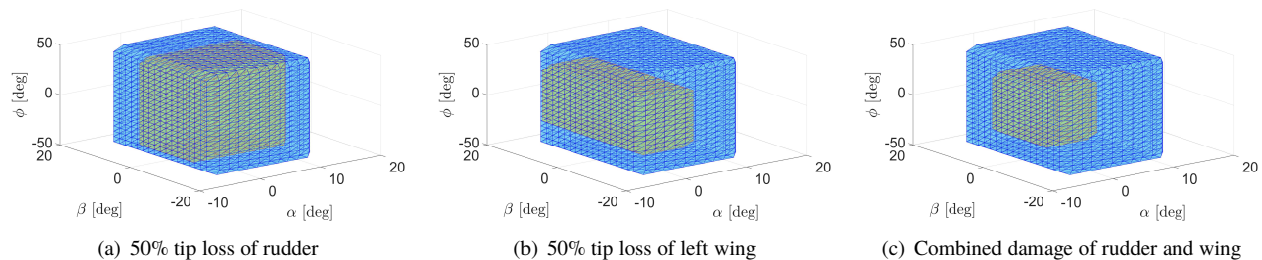 50
0
-50
20
0
-20
-10
0
10
20
ϕ [deg]
β [deg]
α [deg]
(a) 50% tip loss of rudder
50
0
-50
20
0
-20
-10
0
10
20
ϕ [deg]
β [deg]
α [deg]
(b) 50% tip loss of left wing
50
0
-50
20
0
-20
-10
0
10
20
ϕ [deg]
β [deg]
α [deg]
(c) Combined damage of rudder and wing